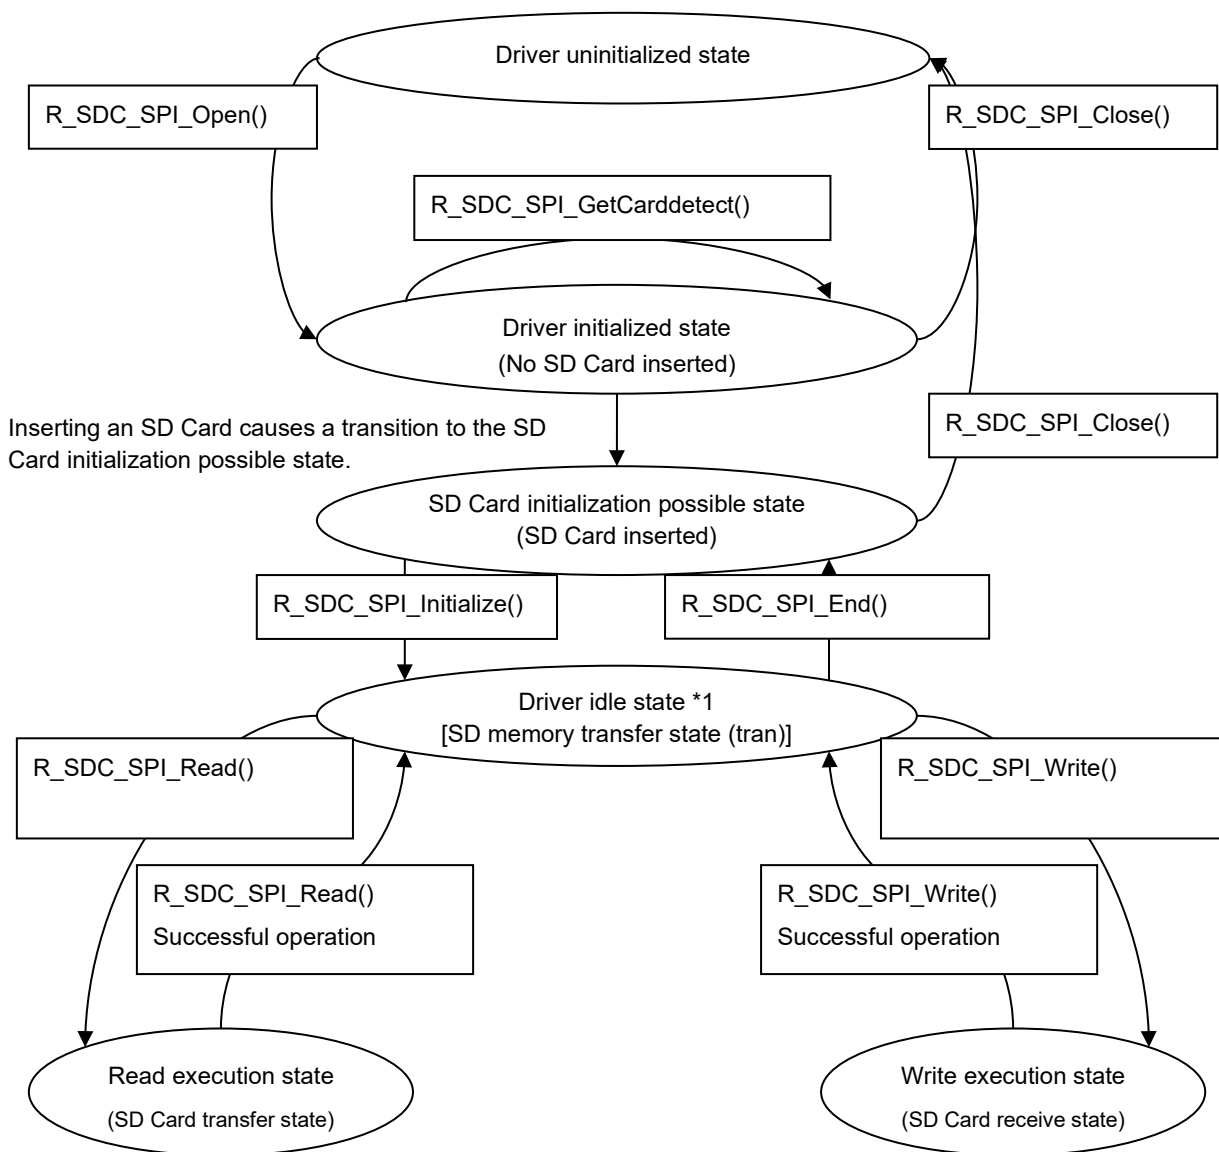 Driver uninitialized state
R_SDC_SPI_Open()
R_SDC_SPI_Close()
R_SDC_SPI_GetCarddetect()
Driver initialized state
(No SD Card inserted)
R_SDC_SPI_Close()
Inserting an SD Card causes a transition to the SD
Card initialization possible state.
SD Card initialization possible state
(SD Card inserted)
R_SDC_SPI_Initialize()
R_SDC_SPI_End()
Driver idle state *1
[SD memory transfer state (tran)]
R_SDC_SPI_Read()
R_SDC_SPI_Write()
R_SDC_SPI_Read()
Successful operation
R_SDC_SPI_Write()
Successful operation
Read execution state
(SD Card transfer state)
Write execution state
(SD Card receive state)